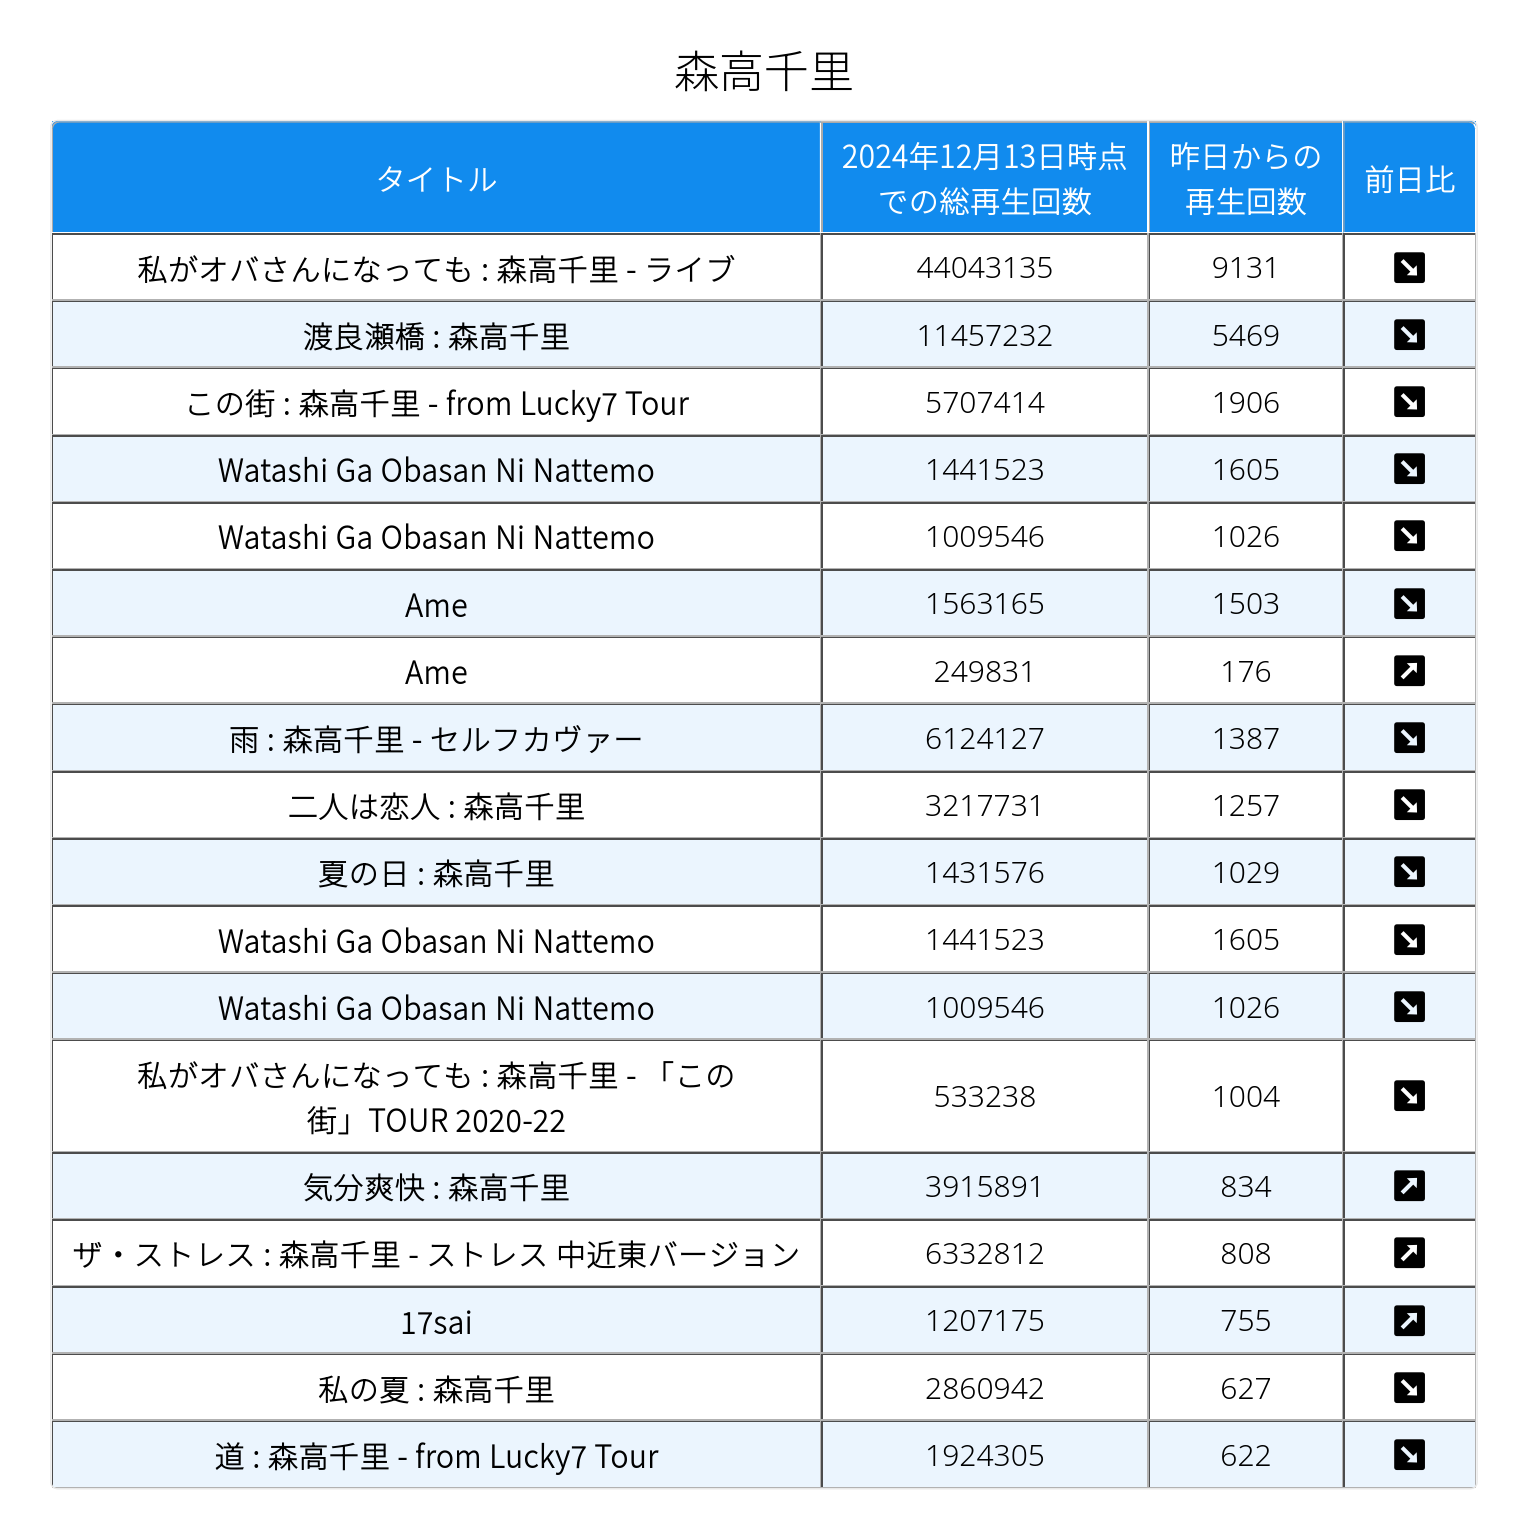 森高千里
タイトル
2024年12月13日時点
での総再生回数
昨日からの
再生回数
前日比
私がオバさんになっても : 森高千里 - ライブ 44043135 9131
渡良瀬橋 : 森高千里 11457232 5469
この街 : 森高千里 - from Lucky7 Tour 5707414 1906
Watashi Ga Obasan Ni Nattemo 1441523 1605
Watashi Ga Obasan Ni Nattemo 1009546 1026
Ame 1563165 1503
Ame 249831 176
雨 : 森高千里 - セルフカヴァー 6124127 1387
二人は恋人 : 森高千里 3217731 1257
夏の日 : 森高千里 1431576 1029
Watashi Ga Obasan Ni Nattemo 1441523 1605
Watashi Ga Obasan Ni Nattemo 1009546 1026
私がオバさんになっても : 森高千里 - 「この
街」TOUR 2020-22 533238 1004
気分爽快 : 森高千里 3915891 834
ザ・ストレス : 森高千里 - ストレス 中近東バージョン 6332812 808
17sai 1207175 755
私の夏 : 森高千里 2860942 627
道 : 森高千里 - from Lucky7 Tour 1924305 622